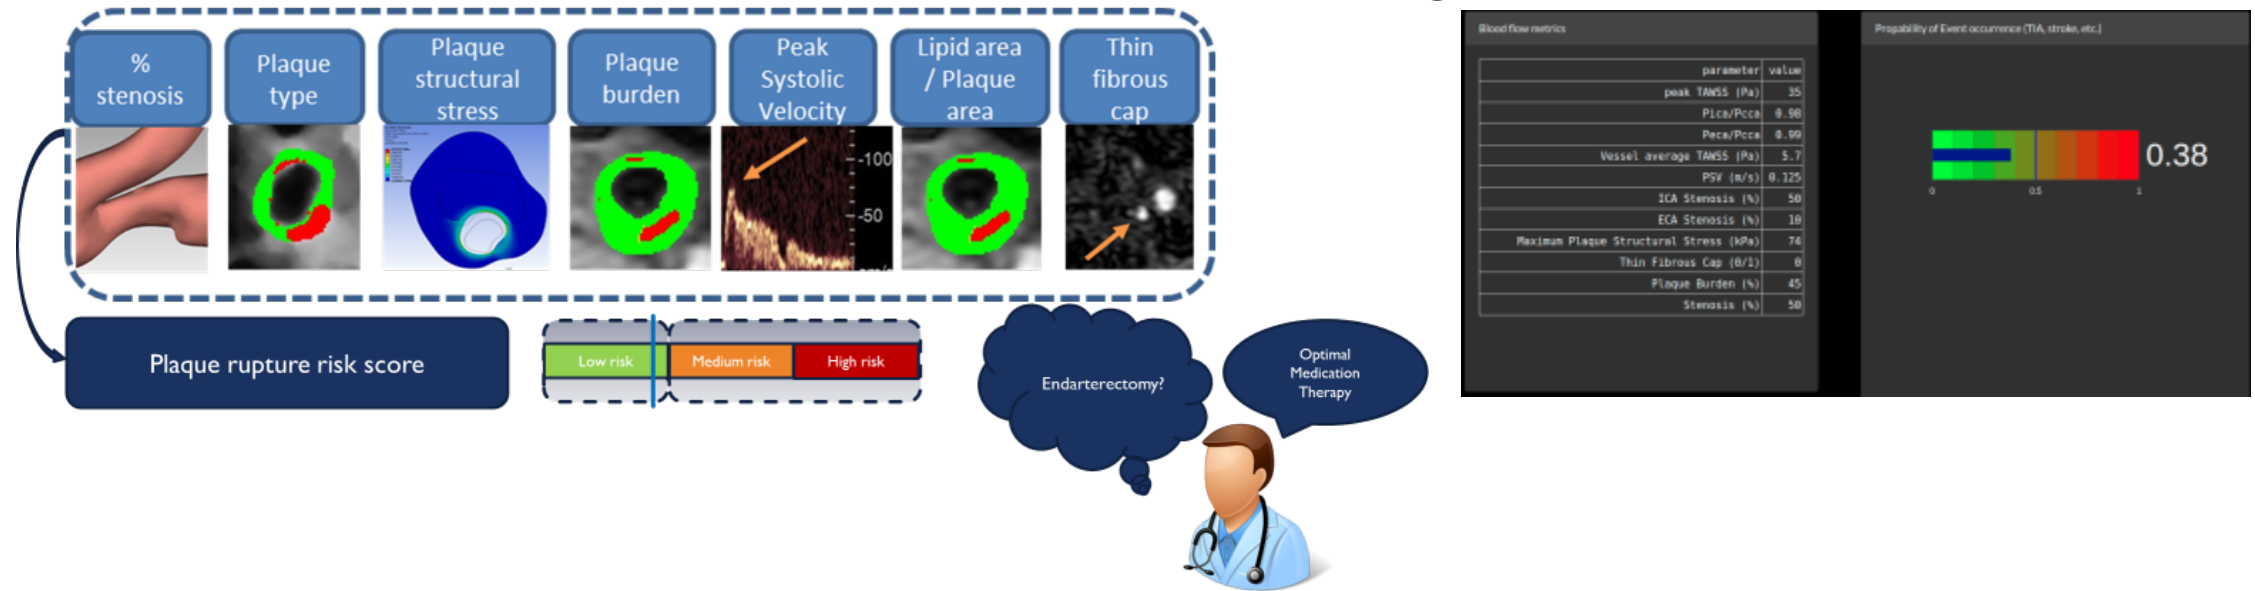 %
stenosis
Plaque
type
Plaque
structural
stress
Plaque
burden
Peak
Systolic
Velocity
Lipid area
/ Plaque
area
Thin
fibrous
cap
-100
-50
Plaque rupture risk score
Low risk
Medium risk
High risk
Endarterectomy?
Optimal
Medication
Therapy
Blood flow metrics
parameter value
peak TAWSS (Pa) 35
Pica/Pcca 0.98
Peca/Pcca 0.99
Vessel average TAWSS (Pa) 5.7
PSV (m/s) 0.125
ICA Stenosis (%) 50
ECA Stenosis (%) 10
Maximum Plaque Structural Stress (kPa) 74
Thin Fibrous Cap (0/1) 0
Plaque Burden (%) 45
Stenosis (%) 50
Propability of Event occurrence (TIA, stroke, etc.)
0.38
0 0.5 1